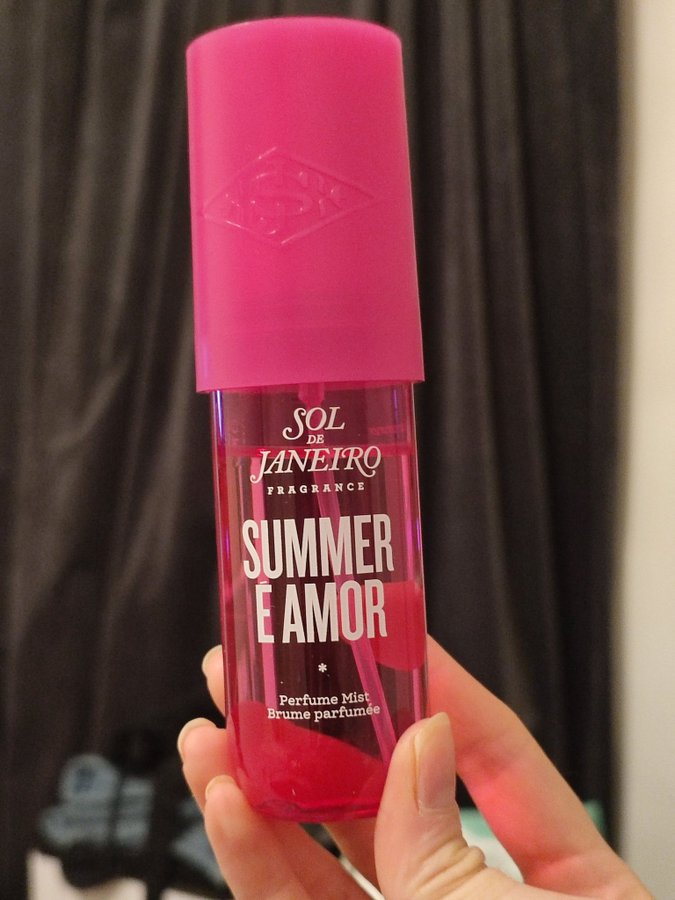 SOL
DE
JANEIRO
FRAGRANCE
SUMMER
É AMOR
*
Perfume Mist
Brume parfumée